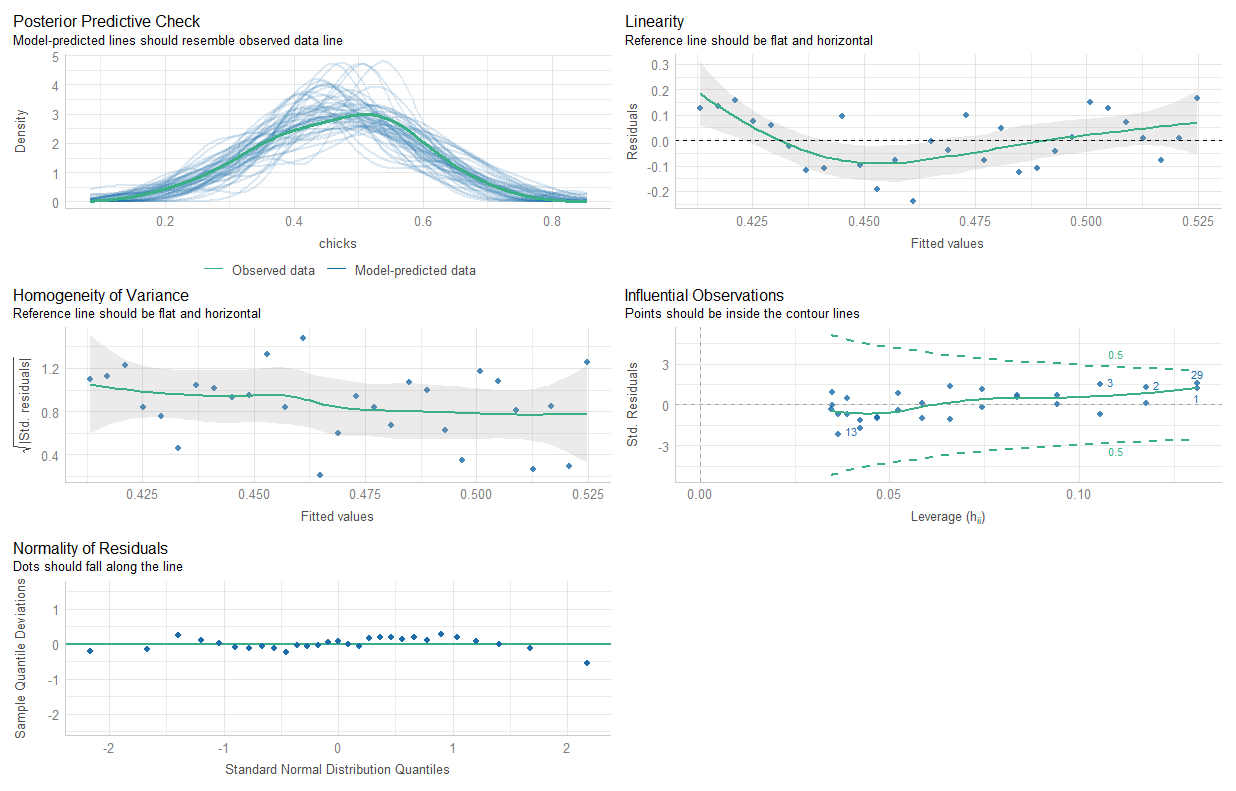 Posterior Predictive Check
Model-predicted lines should resemble observed data line
Density
5
4
3
2
1
0
0.2 0.4 0.6 0.8
chicks
Observed data Model-predicted data
Linearity
Reference line should be flat and horizontal
Residuals
0.3
0.2
0.1
0.0
-0.1
-0.2
0.425 0.450 0.475 0.500 0.525
Fitted values
Homogeneity of Variance
Reference line should be flat and horizontal
√|Std. residuals|
1.2
0.8
0.4
0.425 0.450 0.475 0.500 0.525
Fitted values
Influential Observations
Points should be inside the contour lines
Std. Residuals
3
0
-3
0.5
29
3 2
1
13
0.5
0.00 0.05 0.10
Leverage (hii)
Normality of Residuals
Dots should fall along the line
Sample Quantile Deviations
1
0
-1
-2
-2 -1 0 1 2
Standard Normal Distribution Quantiles